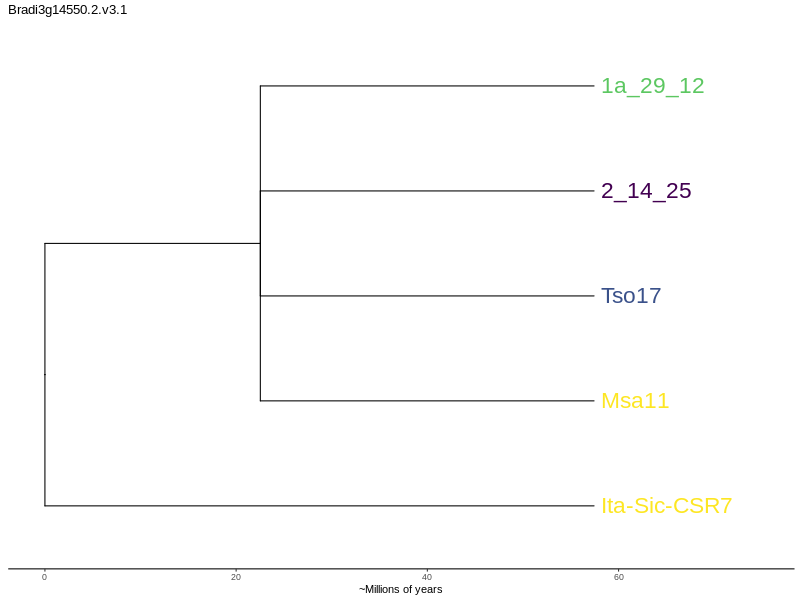 Bradi3g14550.2.v3.1
1a_29_12
2_14_25
Tso17
Msa11
Ita-Sic-CSR7
0 20 40 60
~Millions of years